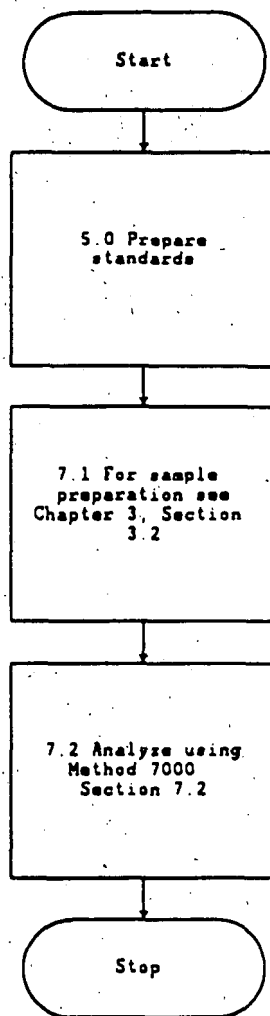 Start
5.0 Prepare
standards
7.1 For sample
preparation see
Chapter 3, Section
3.2
7.2 Analyze using
Method 7000
Section 7.2
Stop